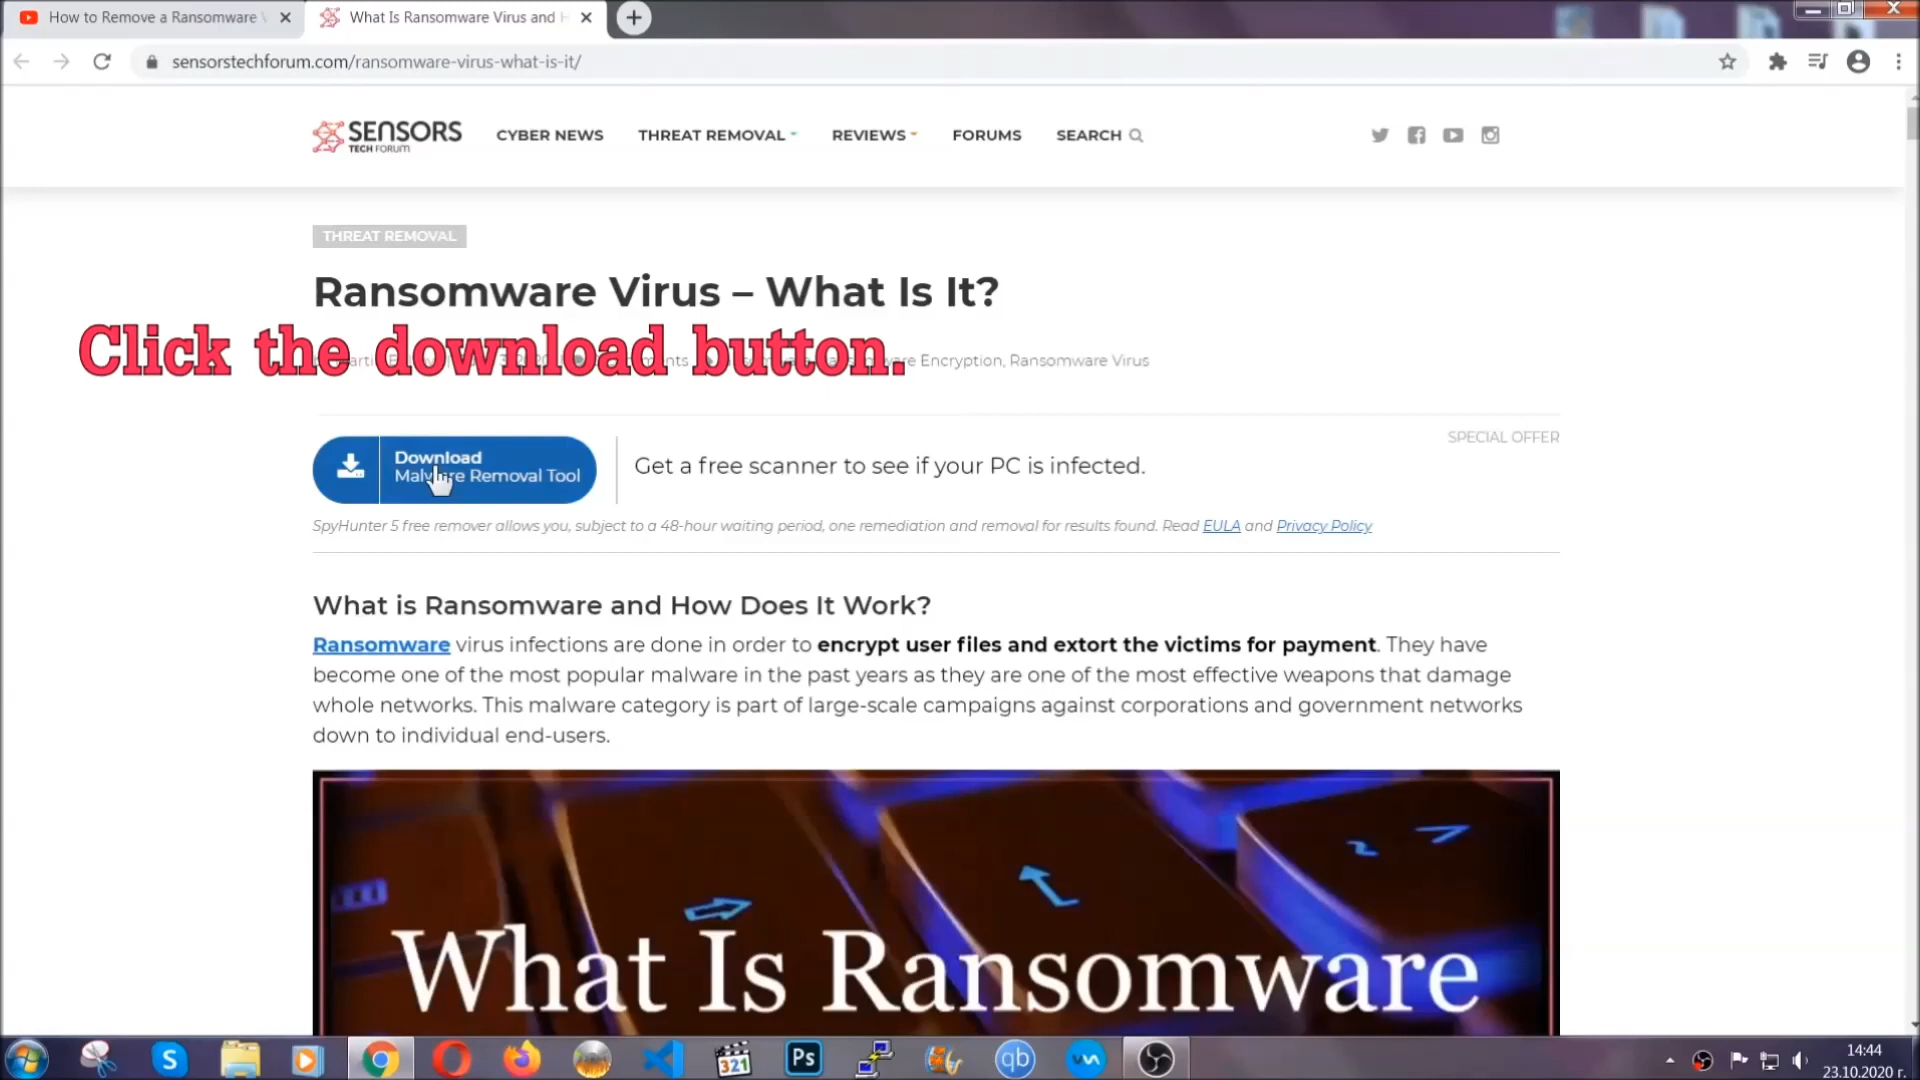 How to Remove a Ransomware
What Is Ransomware Virus and H
sensorstechforum.com/ransomware-virus-what-is-it/
SENSORS
TECH FORUM
CYBER NEWS
THREAT REMOVAL
REVIEWS
FORUMS
SEARCH
THREAT REMOVAL
Ransomware Virus – What Is It?
Click the download button.
Encryption, Ransomware Virus
SPECIAL OFFER
Download
Malware Removal Tool
Get a free scanner to see if your PC is infected.
SpyHunter 5 free remover allows you, subject to a 48-hour waiting period, one remediation and removal for results found. Read EULA and Privacy Policy
What is Ransomware and How Does It Work?
Ransomware virus infections are done in order to encrypt user files and extort the victims for payment. They have
become one of the most popular malware in the past years as they are one of the most effective weapons that damage
whole networks. This malware category is part of large-scale campaigns against corporations and government networks
down to individual end-users.
What Is Ransomware
S
321
Ps
qb
14:44
23.10.2020 г.